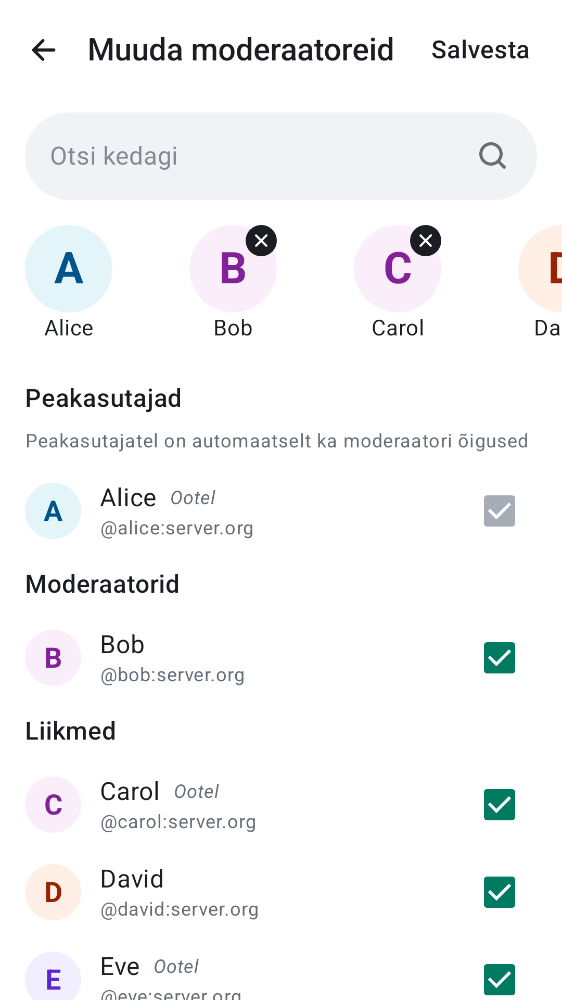 Muuda moderaatoreid Salvesta
Otsi kedagi
A B C
Alice Bob Carol Da
Peakasutajad
Peakasutajatel on automaatselt ka moderaatori õigused
A Alice Ootel
@alice:server.org
Moderaatorid
B Bob
@bob:server.org
Liikmed
C Carol Ootel
@carol:server.org
D David
@david:server.org
E Eve Ootel
@eve:server.org